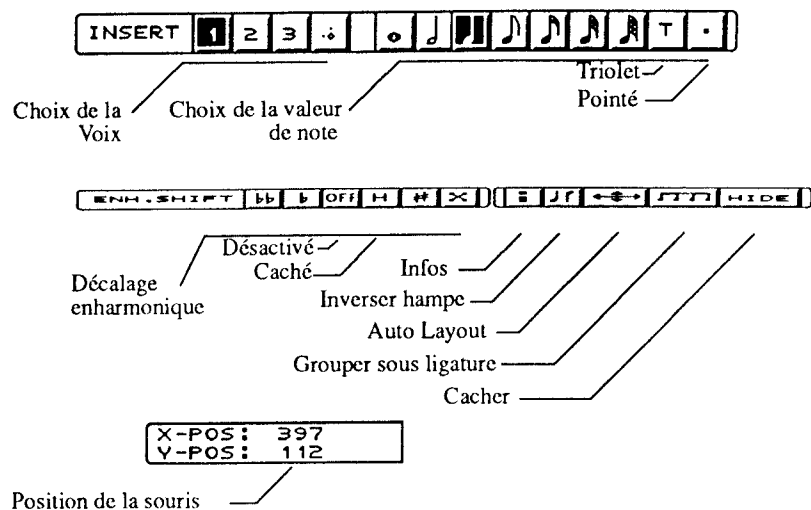 INSERT 1 2 3 T
Triolet
Pointé
Choix de la
Voix
Choix de la valeur
de note
ENH.SHIFT OFF H HIDE
Désactivé
Caché
Décalage
enharmonique
Infos
Inverser hampe
Auto Layout
Grouper sous ligature
Cacher
X-POS: 397
Y-POS: 112
Position de la souris